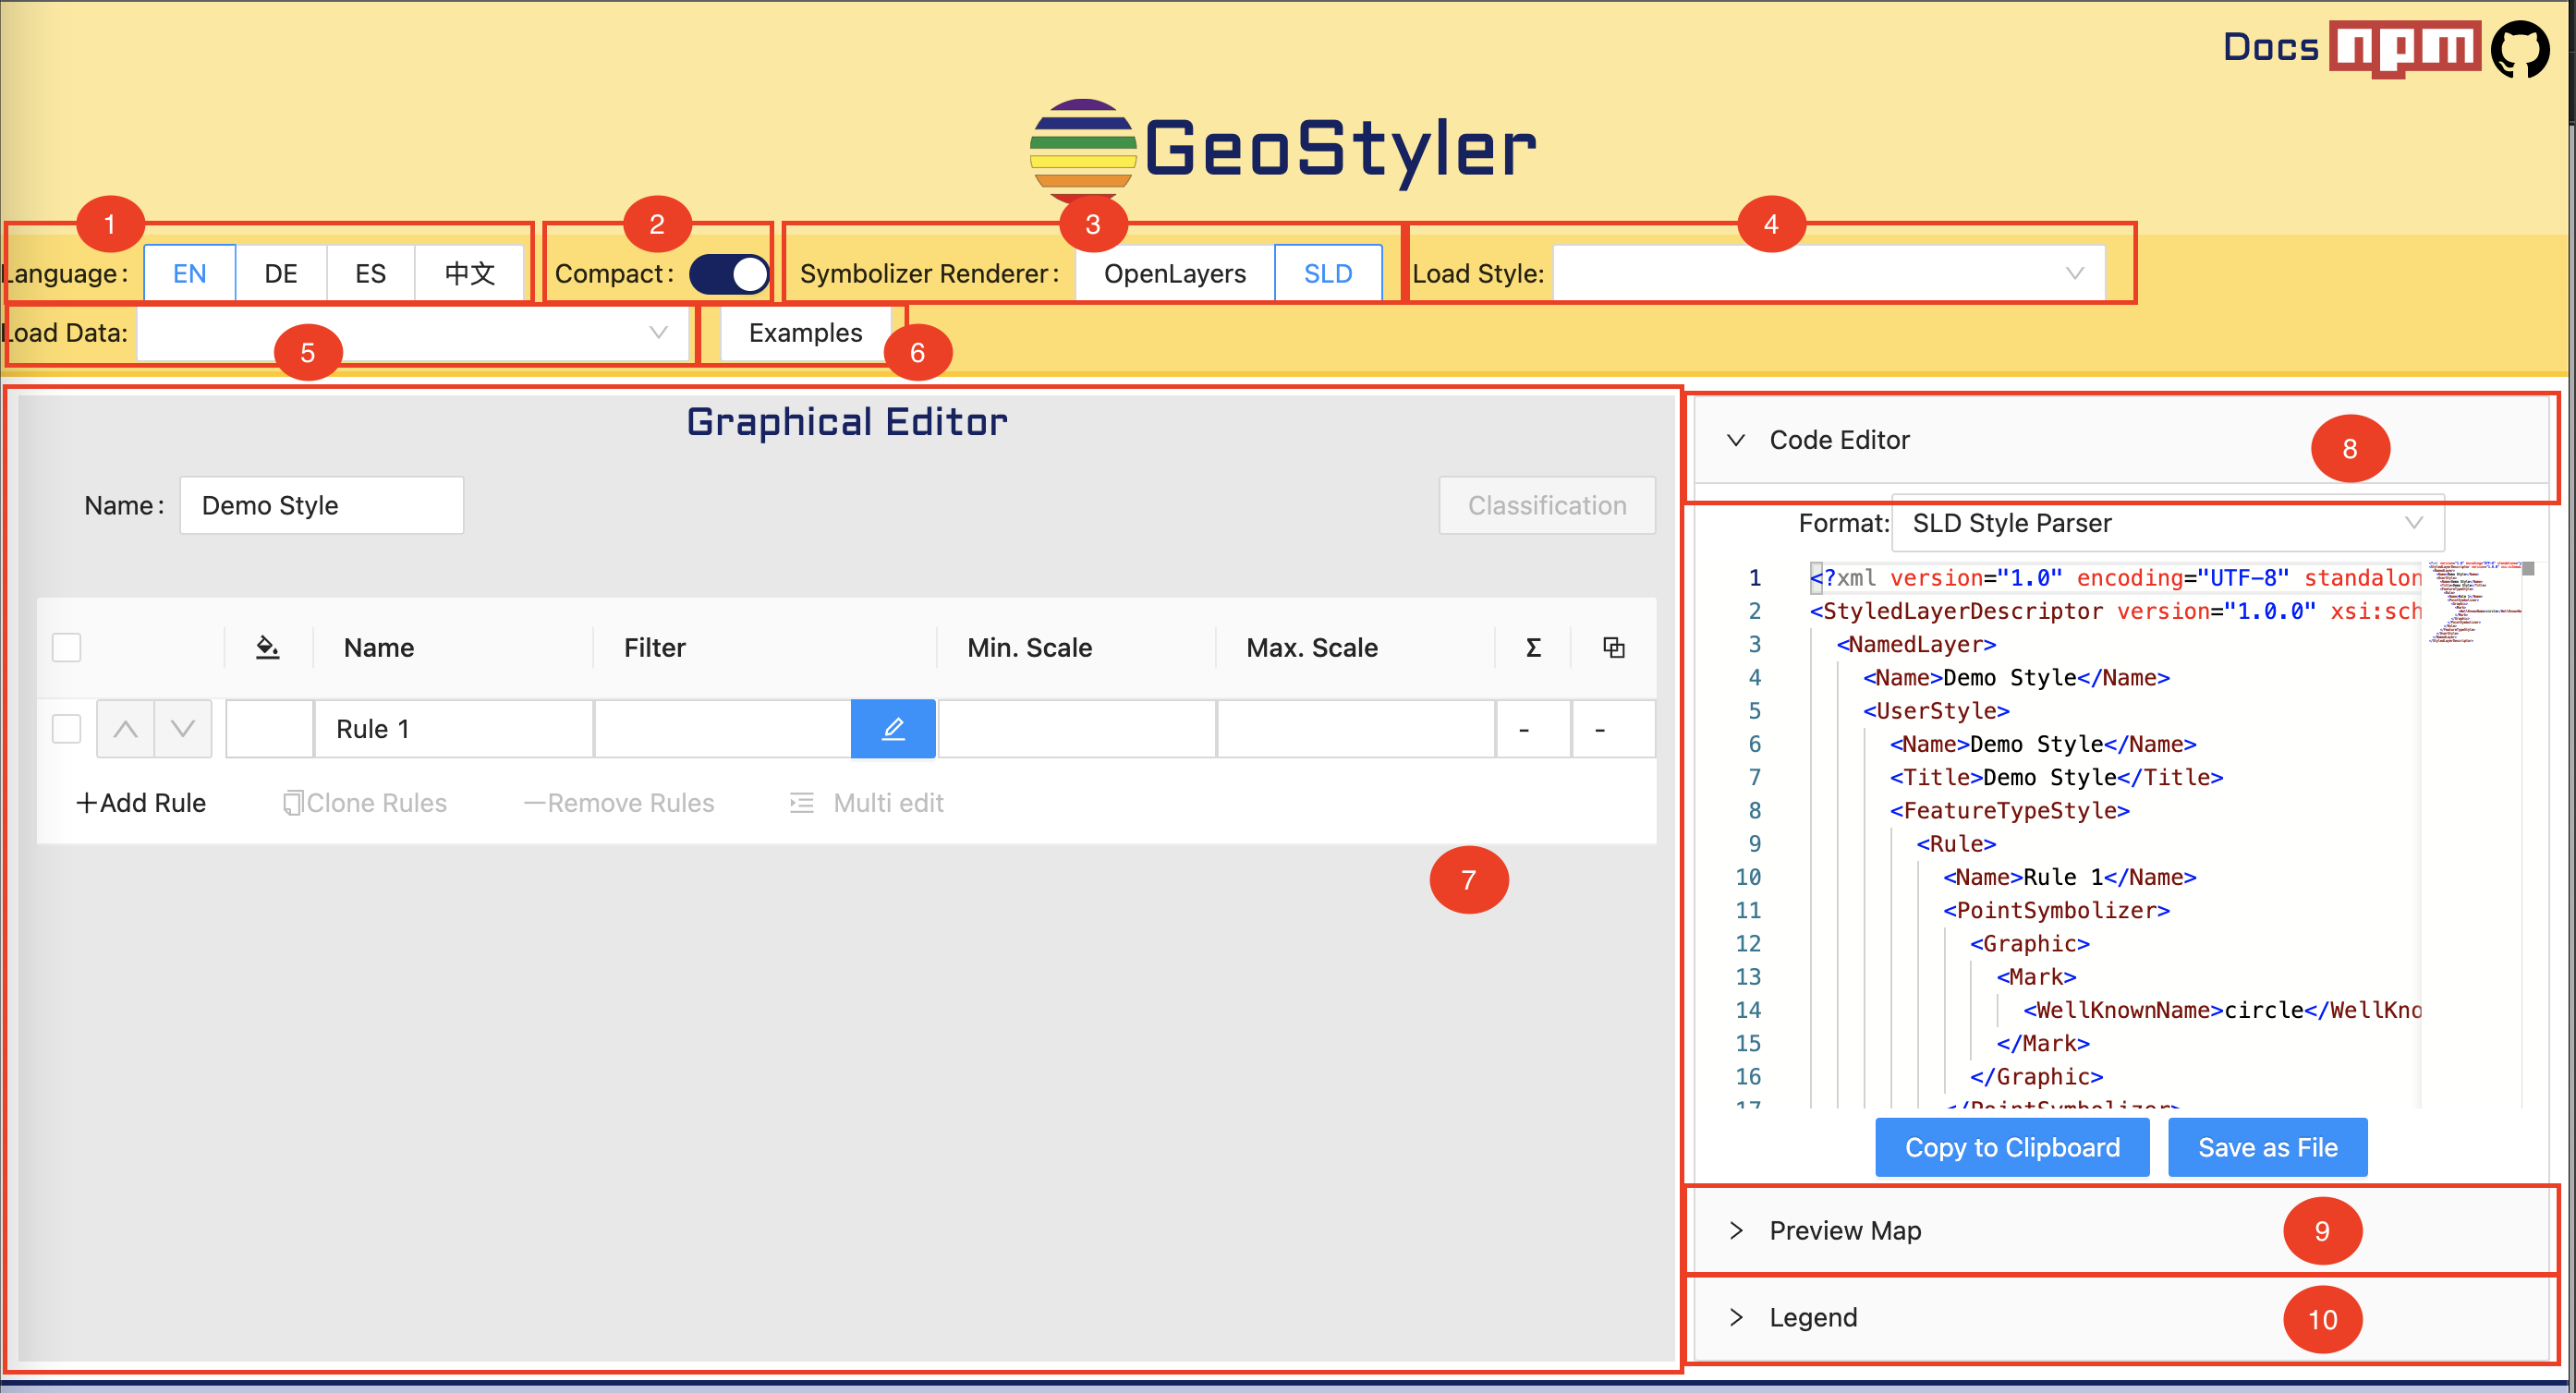 Docs npm
GeoStyler
1 2 3 4
Language: EN DE ES 中文 Compact: Symbolizer Renderer: OpenLayers SLD Load Style:
Load Data: Examples
5 6
Graphical Editor
Name: Demo Style Classification
Name Filter Min. Scale Max. Scale Σ
Rule 1 - -
+Add Rule Clone Rules —Remove Rules Multi edit
7
Code Editor 8
Format: SLD Style Parser
1 <?xml version="1.0" encoding="UTF-8" standalon
2 <StyledLayerDescriptor version="1.0.0" xsi:sch
3 <NamedLayer>
4 <Name>Demo Style</Name>
5 <UserStyle>
6 <Name>Demo Style</Name>
7 <Title>Demo Style</Title>
8 <FeatureTypeStyle>
9 <Rule>
10 <Name>Rule 1</Name>
11 <PointSymbolizer>
12 <Graphic>
13 <Mark>
14 <WellKnownName>circle</WellKno
15 </Mark>
16 </Graphic>
17 </PointSymbolizer>
Copy to Clipboard Save as File
Preview Map 9
Legend 10